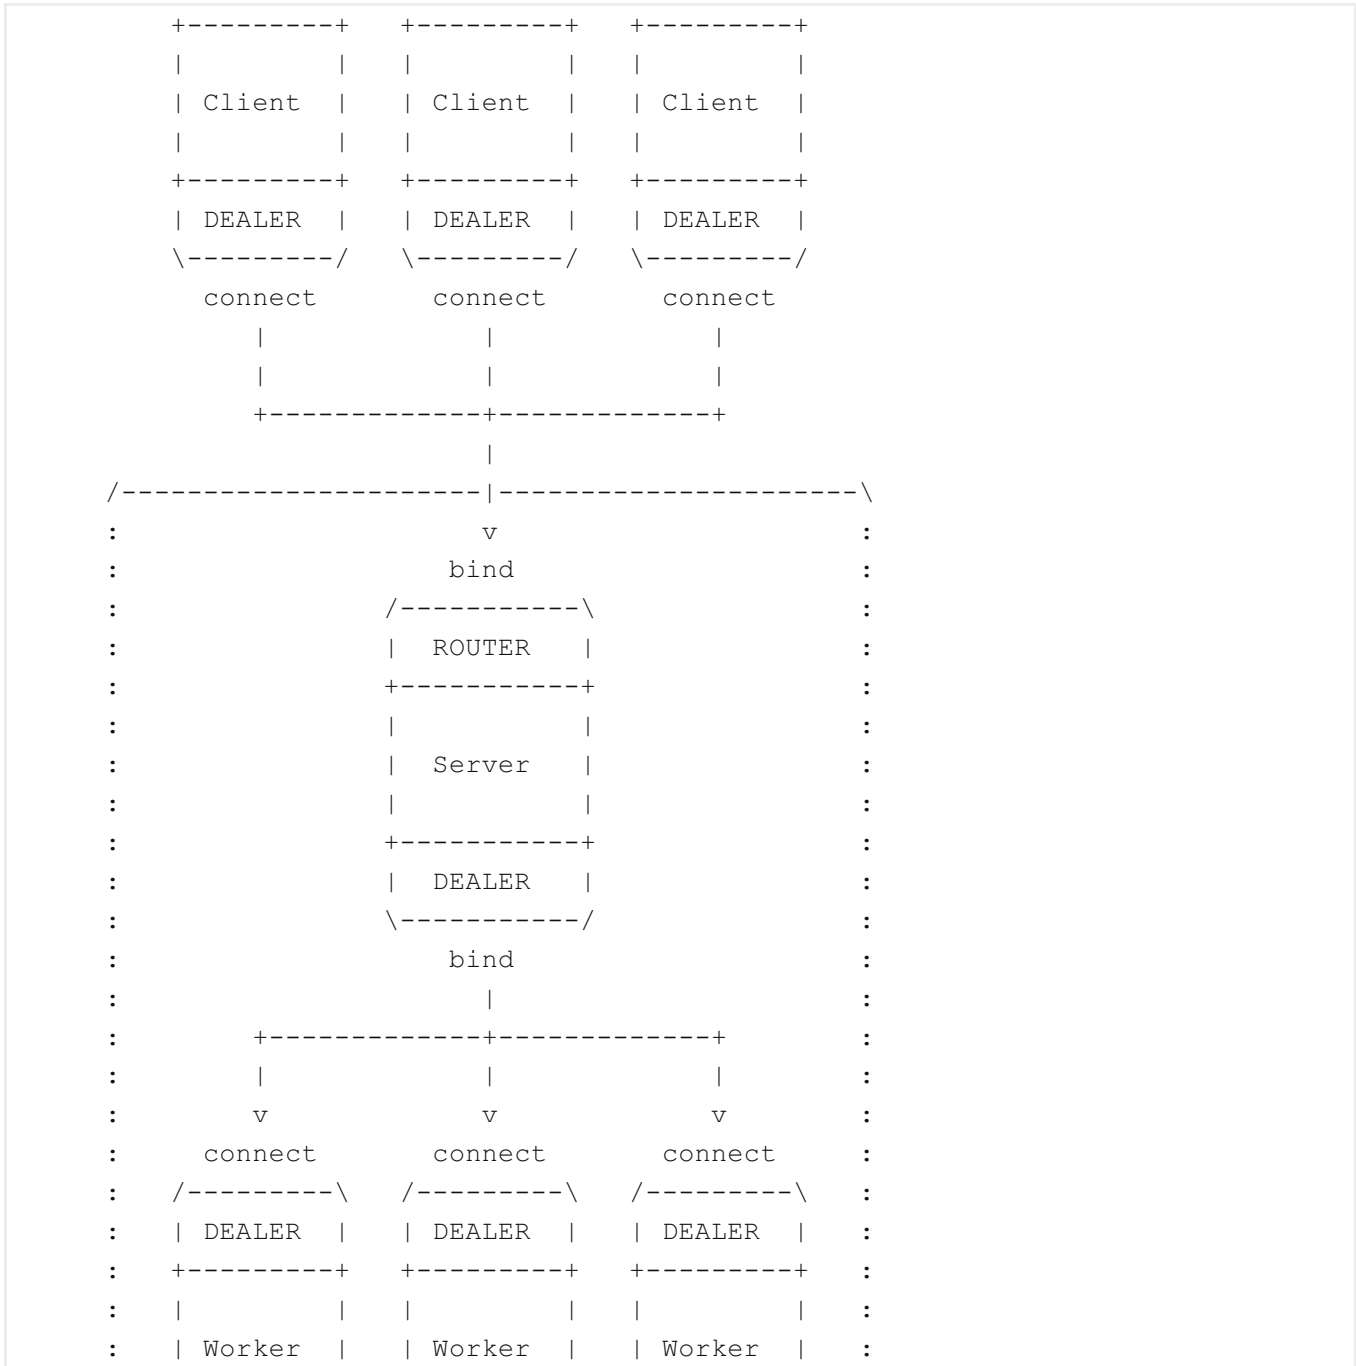 +---------+   +---------+   +---------+
|         |   |         |   |         |
| Client  |   | Client  |   | Client  |
|         |   |         |   |         |
+---------+   +---------+   +---------+
| DEALER  |   | DEALER  |   | DEALER  |
\---------/   \---------/   \---------/
  connect       connect       connect
     |             |             |
     |             |             |
     +-------------+-------------+
                   |
/----------------------|----------------------\
:                      v                      :
:                    bind                     :
:                /-----------\                :
:                |  ROUTER   |                :
:                +-----------+                :
:                |           |                :
:                |  Server   |                :
:                |           |                :
:                +-----------+                :
:                |  DEALER   |                :
:                \-----------/                :
:                    bind                     :
:                      |                      :
:        +-------------+-------------+        :
:        |             |             |        :
:        v             v             v        :
:     connect       connect       connect     :
:   /---------\   /---------\   /---------\   :
:   | DEALER  |   | DEALER  |   | DEALER  |   :
:   +---------+   +---------+   +---------+   :
:   |         |   |         |   |         |   :
:   | Worker  |   | Worker  |   | Worker  |   :